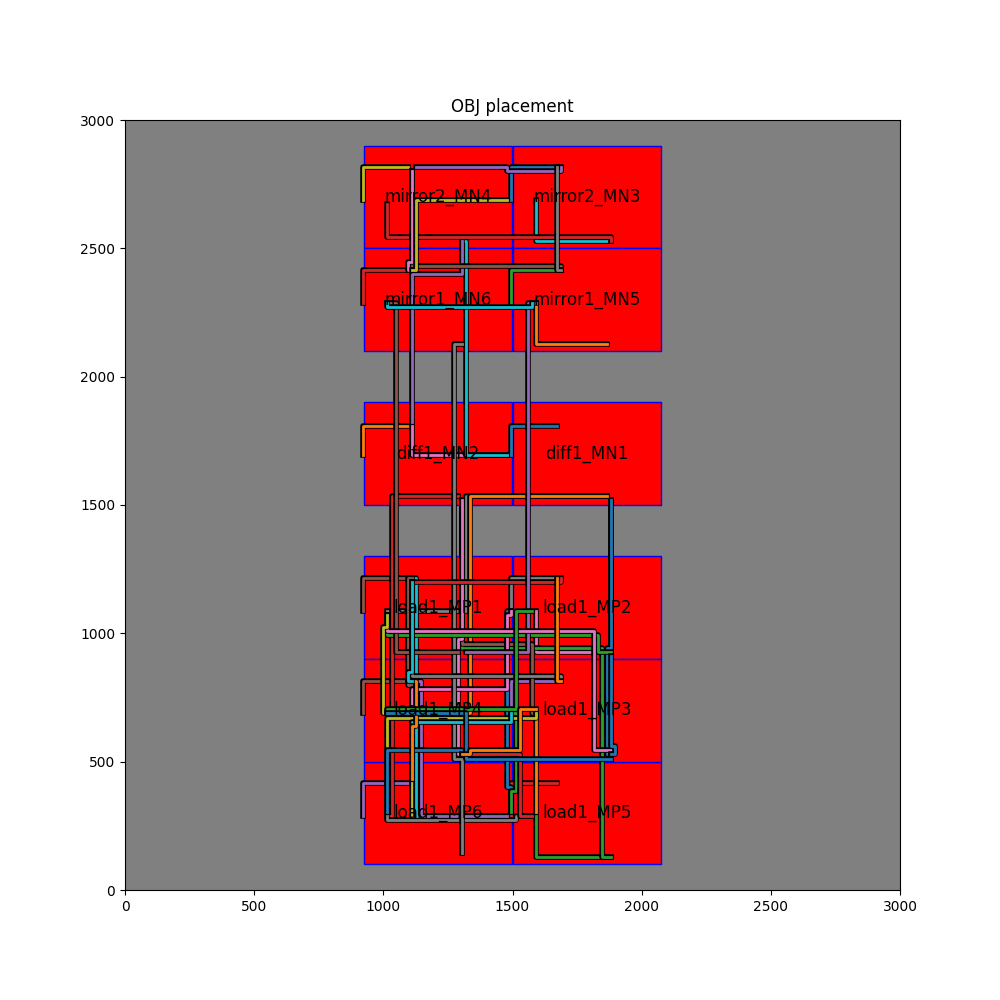 OBJ placement
3000
mirror2_MN4 mirror2_MN3
2500
mirror1_MN6 mirror1_MN5
2000
diff1_MN2 diff1_MN1
1500
load1_MP1 load1_MP2
1000
load1_MP4 load1_MP3
500
load1_MP6 load1_MP5
0
0 500 1000 1500 2000 2500 3000